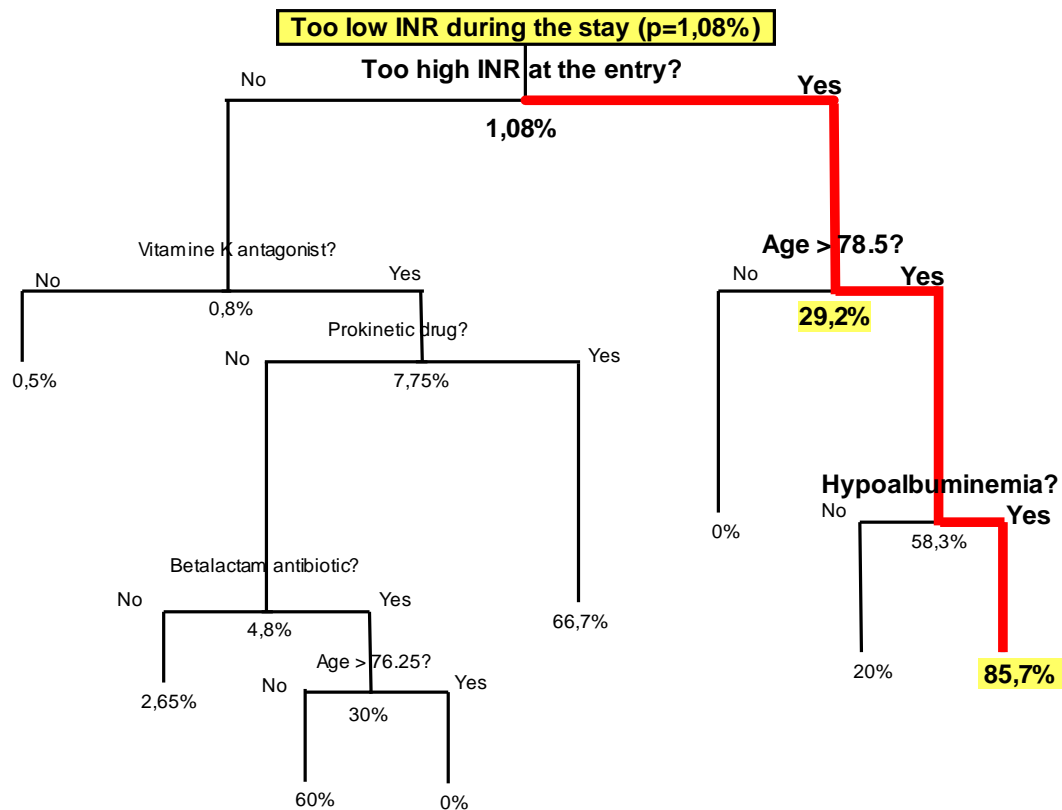 Too low INR during the stay (p=1,08%)
Too high INR at the entry?
No
Yes
1,08%
Vitamine K antagonist?
Age > 78.5?
No
Yes
No
Yes
0,8%
29,2%
Prokinetic drug?
No
Yes
0,5%
7,75%
Hypoalbuminemia?
No
Yes
0%
58,3%
Betalactam antibiotic?
No
Yes
4,8%
66,7%
Age > 76.25?
20%
85,7%
No
Yes
2,65%
30%
60%
0%